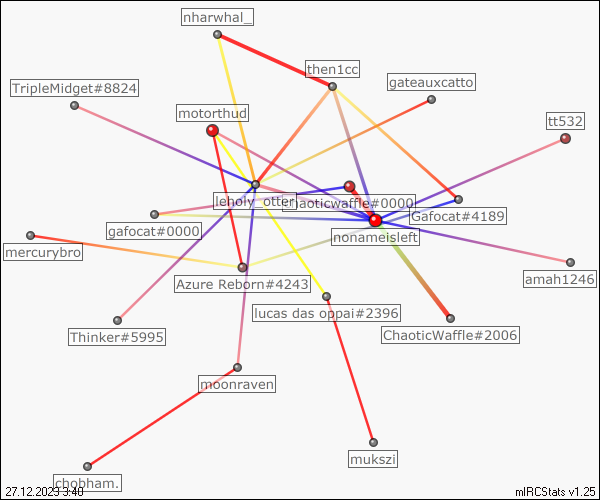 nharwhal_
then1cc
TripleMidget#8824
gateauxcatto
motorthud
tt532
leholy_otter
chaoticwaffle#0000
Gafocat#4189
gafocat#0000
nonameisleft
mercurybro
Azure Reborn#4243
amah1246
lucas das oppai#2396
Thinker#5995
ChaoticWaffle#2006
moonraven
mukszi
chobham.
27.12.2023 3:40
mIRCStats v1.25